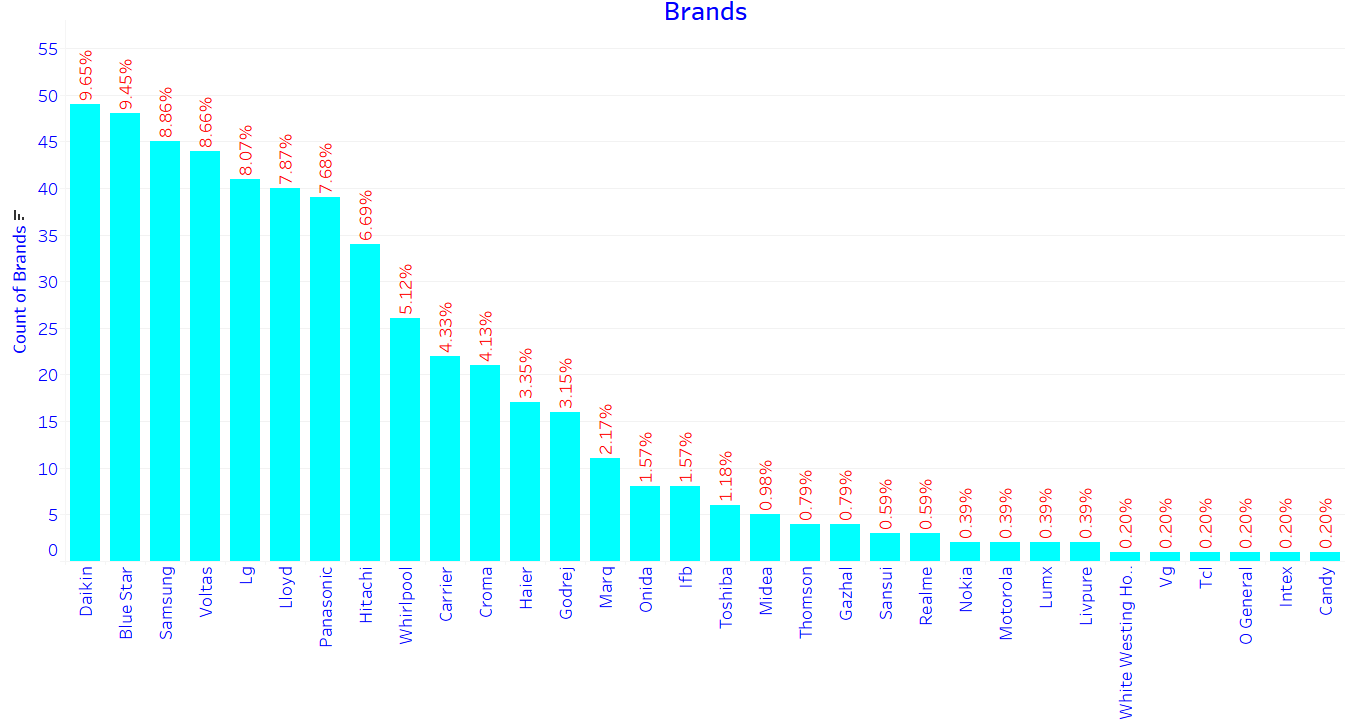 Brands
Count of Brands
55
50
45
40
35
30
25
20
15
10
5
0
9.65%
9.45%
8.86%
8.66%
8.07%
7.87%
7.68%
6.69%
5.12%
4.33%
4.13%
3.35%
3.15%
2.17%
1.57%
1.57%
1.18%
0.98%
0.79%
0.79%
0.59%
0.59%
0.39%
0.39%
0.39%
0.39%
0.20%
0.20%
0.20%
0.20%
0.20%
0.20%
Daikin
Blue Star
Samsung
Voltas
Lg
Lloyd
Panasonic
Hitachi
Whirlpool
Carrier
Croma
Haier
Godrej
Marq
Onida
Ifb
Toshiba
Midea
Thomson
Gazhal
Sansui
Realme
Nokia
Motorola
Lumx
Livpure
White Westing Ho..
Vg
Tcl
O General
Intex
Candy